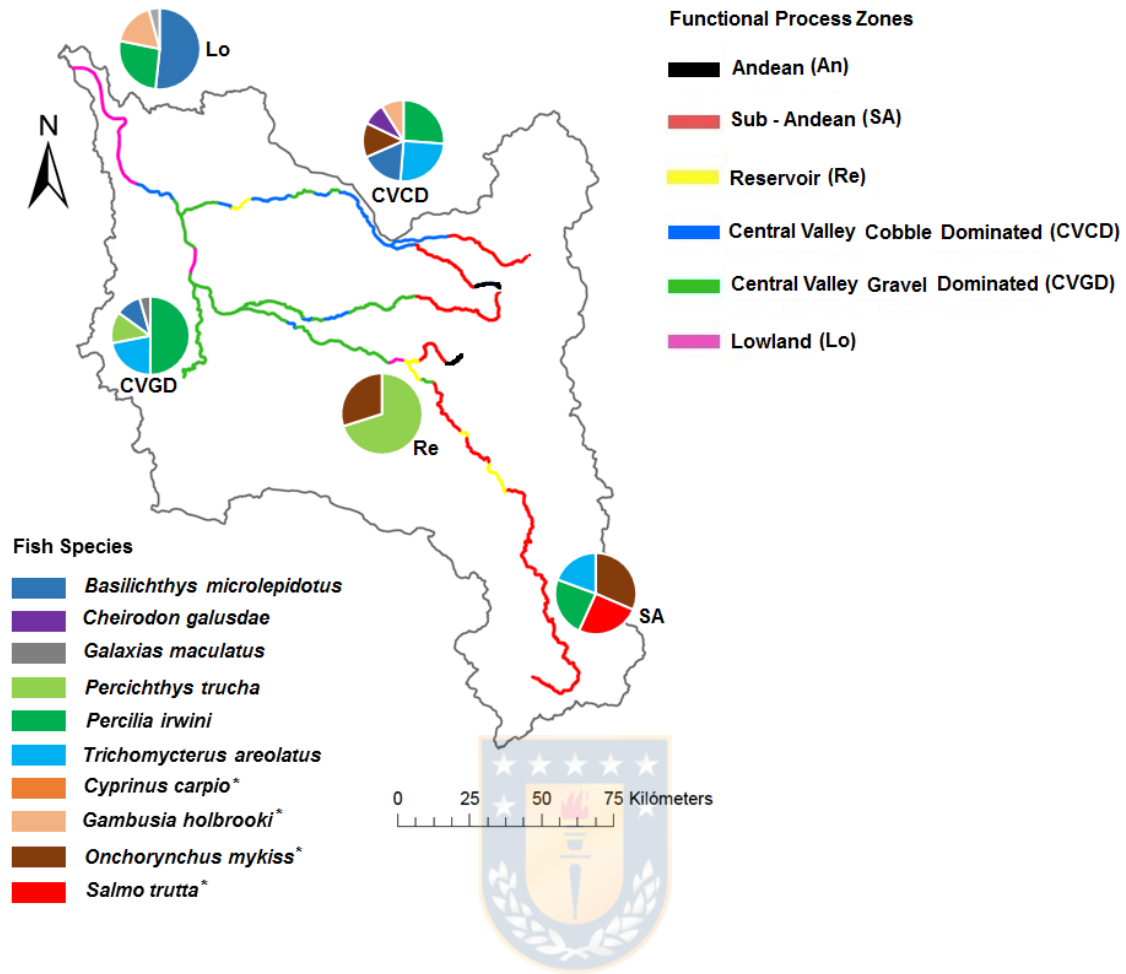 Lo
N
CVCD
CVGD
Re
SA
Functional Process Zones
Andean (An)
Sub - Andean (SA)
Reservoir (Re)
Central Valley Cobble Dominated (CVCD)
Central Valley Gravel Dominated (CVGD)
Lowland (Lo)
Fish Species
Basilichthys microlepidotus
Cheirodon galusdae
Galaxias maculatus
Percichthys trucha
Percilia irwini
Trichomycterus areolatus
Cyprinus carpio*
Gambusia holbrooki*
Onchorynchus mykiss*
Salmo trutta*
0 25 50 75 Kilómeters